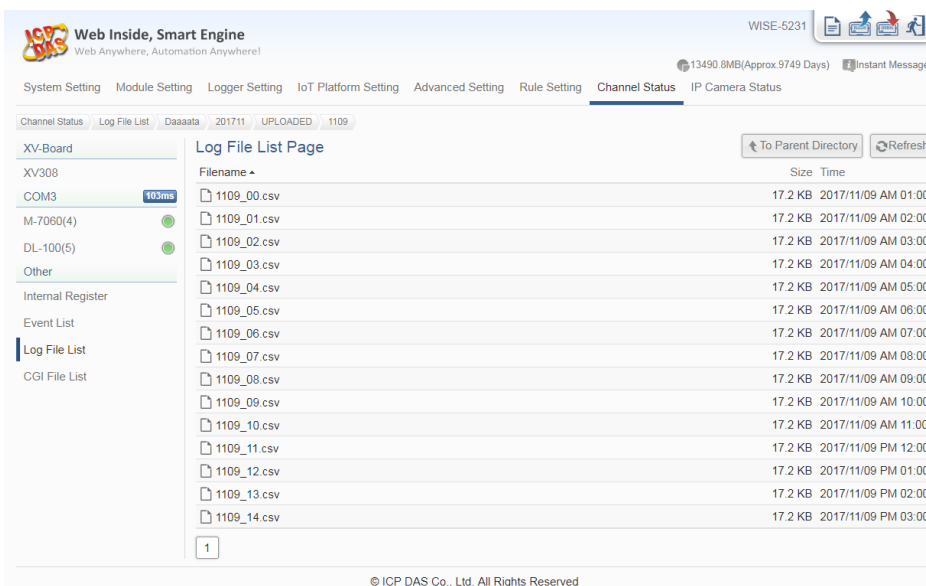 ICP DAS
Web Inside, Smart Engine
Web Anywhere, Automation Anywhere!
WISE-5231
13490.8MB(Approx.9749 Days) Instant Message
System Setting Module Setting Logger Setting IoT Platform Setting Advanced Setting Rule Setting Channel Status IP Camera Status
Channel Status Log File List Daaaata 201711 UPLOADED 1109
XV-Board
XV308
COM3 103ms
M-7060(4)
DL-100(5)
Other
Internal Register
Event List
Log File List
CGI File List
Log File List Page
To Parent Directory Refresh
Filename Size Time
1109_00.csv 17.2 KB 2017/11/09 AM 01:00
1109_01.csv 17.2 KB 2017/11/09 AM 02:00
1109_02.csv 17.2 KB 2017/11/09 AM 03:00
1109_03.csv 17.2 KB 2017/11/09 AM 04:00
1109_04.csv 17.2 KB 2017/11/09 AM 05:00
1109_05.csv 17.2 KB 2017/11/09 AM 06:00
1109_06.csv 17.2 KB 2017/11/09 AM 07:00
1109_07.csv 17.2 KB 2017/11/09 AM 08:00
1109_08.csv 17.2 KB 2017/11/09 AM 09:00
1109_09.csv 17.2 KB 2017/11/09 AM 10:00
1109_10.csv 17.2 KB 2017/11/09 AM 11:00
1109_11.csv 17.2 KB 2017/11/09 PM 12:00
1109_12.csv 17.2 KB 2017/11/09 PM 01:00
1109_13.csv 17.2 KB 2017/11/09 PM 02:00
1109_14.csv 17.2 KB 2017/11/09 PM 03:00
1
© ICP DAS Co., Ltd. All Rights Reserved